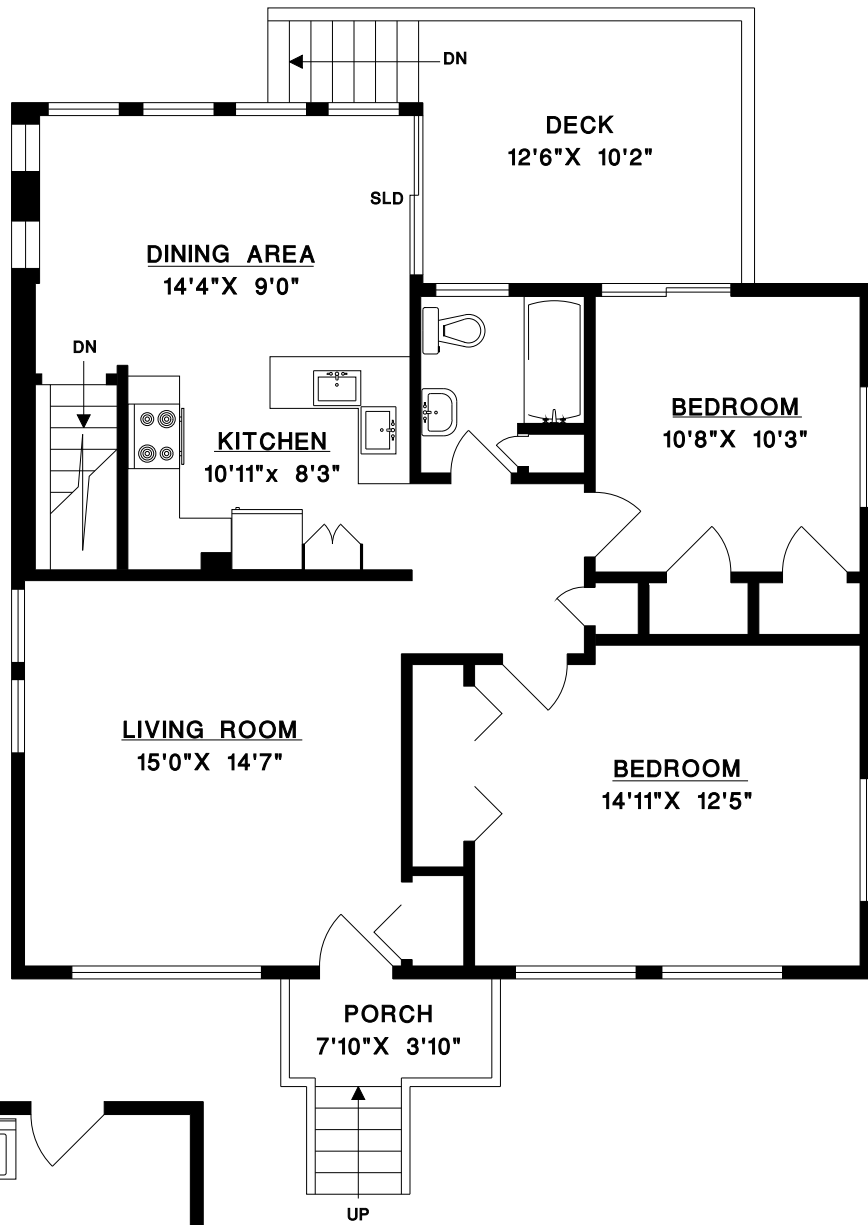 DN
DECK
12'6"X 10'2"
SLD
DINING AREA
14'4"X 9'0"
DN
BEDROOM
10'8"X 10'3"
KITCHEN
10'11"x 8'3"
LIVING ROOM
15'0"X 14'7"
BEDROOM
14'11"X 12'5"
PORCH
7'10"X 3'10"
UP